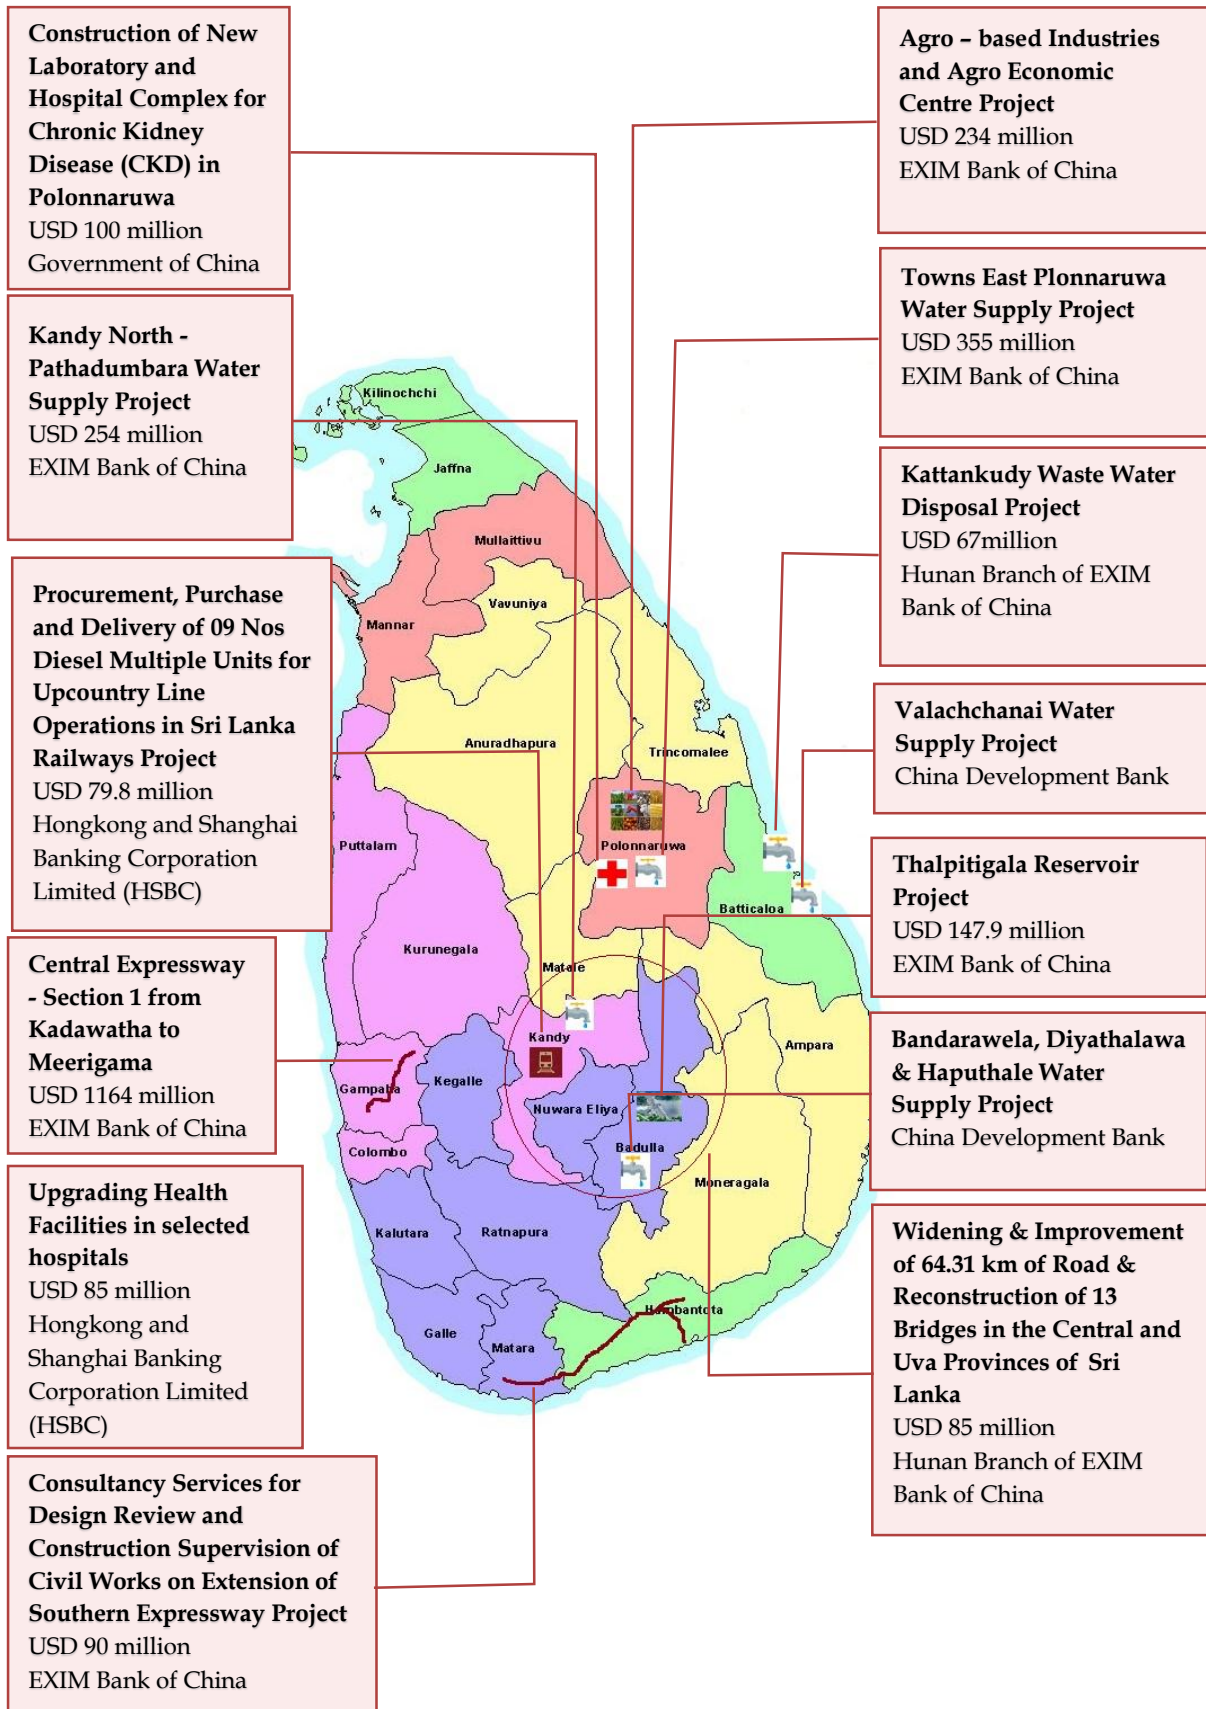 Construction of New
Laboratory and
Hospital Complex for
Chronic Kidney
Disease (CKD) in
Polonnaruwa
USD 100 million
Government of China
Kandy North -
Pathadumbara Water
Supply Project
USD 254 million
EXIM Bank of China
Procurement, Purchase
and Delivery of 09 Nos
Diesel Multiple Units for
Upcountry Line
Operations in Sri Lanka
Railways Project
USD 79.8 million
Hongkong and Shanghai
Banking Corporation
Limited (HSBC)
Central Expressway
- Section 1 from
Kadawatha to
Meerigama
USD 1164 million
EXIM Bank of China
Upgrading Health
Facilities in selected
hospitals
USD 85 million
Hongkong and
Shanghai Banking
Corporation Limited
(HSBC)
Consultancy Services for
Design Review and
Construction Supervision of
Civil Works on Extension of
Southern Expressway Project
USD 90 million
EXIM Bank of China
Kilinochchi
Jaffna
Mullaittivu
Vavuniya
Mannar
Anuradhapura
Trincomalee
Puttalam
Polonnaruwa
Batticaloa
Kurunegala
Matale
Kandy
Ampara
Gampaha
Kegalle
Nuwara Eliya
Badulla
Colombo
Moneragala
Kalutara
Ratnapura
Hambantota
Galle
Matara
Agro – based Industries
and Agro Economic
Centre Project
USD 234 million
EXIM Bank of China
Towns East Plonnaruwa
Water Supply Project
USD 355 million
EXIM Bank of China
Kattankudy Waste Water
Disposal Project
USD 67million
Hunan Branch of EXIM
Bank of China
Valachchanai Water
Supply Project
China Development Bank
Thalpitigala Reservoir
Project
USD 147.9 million
EXIM Bank of China
Bandarawela, Diyathalawa
& Haputhale Water
Supply Project
China Development Bank
Widening & Improvement
of 64.31 km of Road &
Reconstruction of 13
Bridges in the Central and
Uva Provinces of Sri
Lanka
USD 85 million
Hunan Branch of EXIM
Bank of China